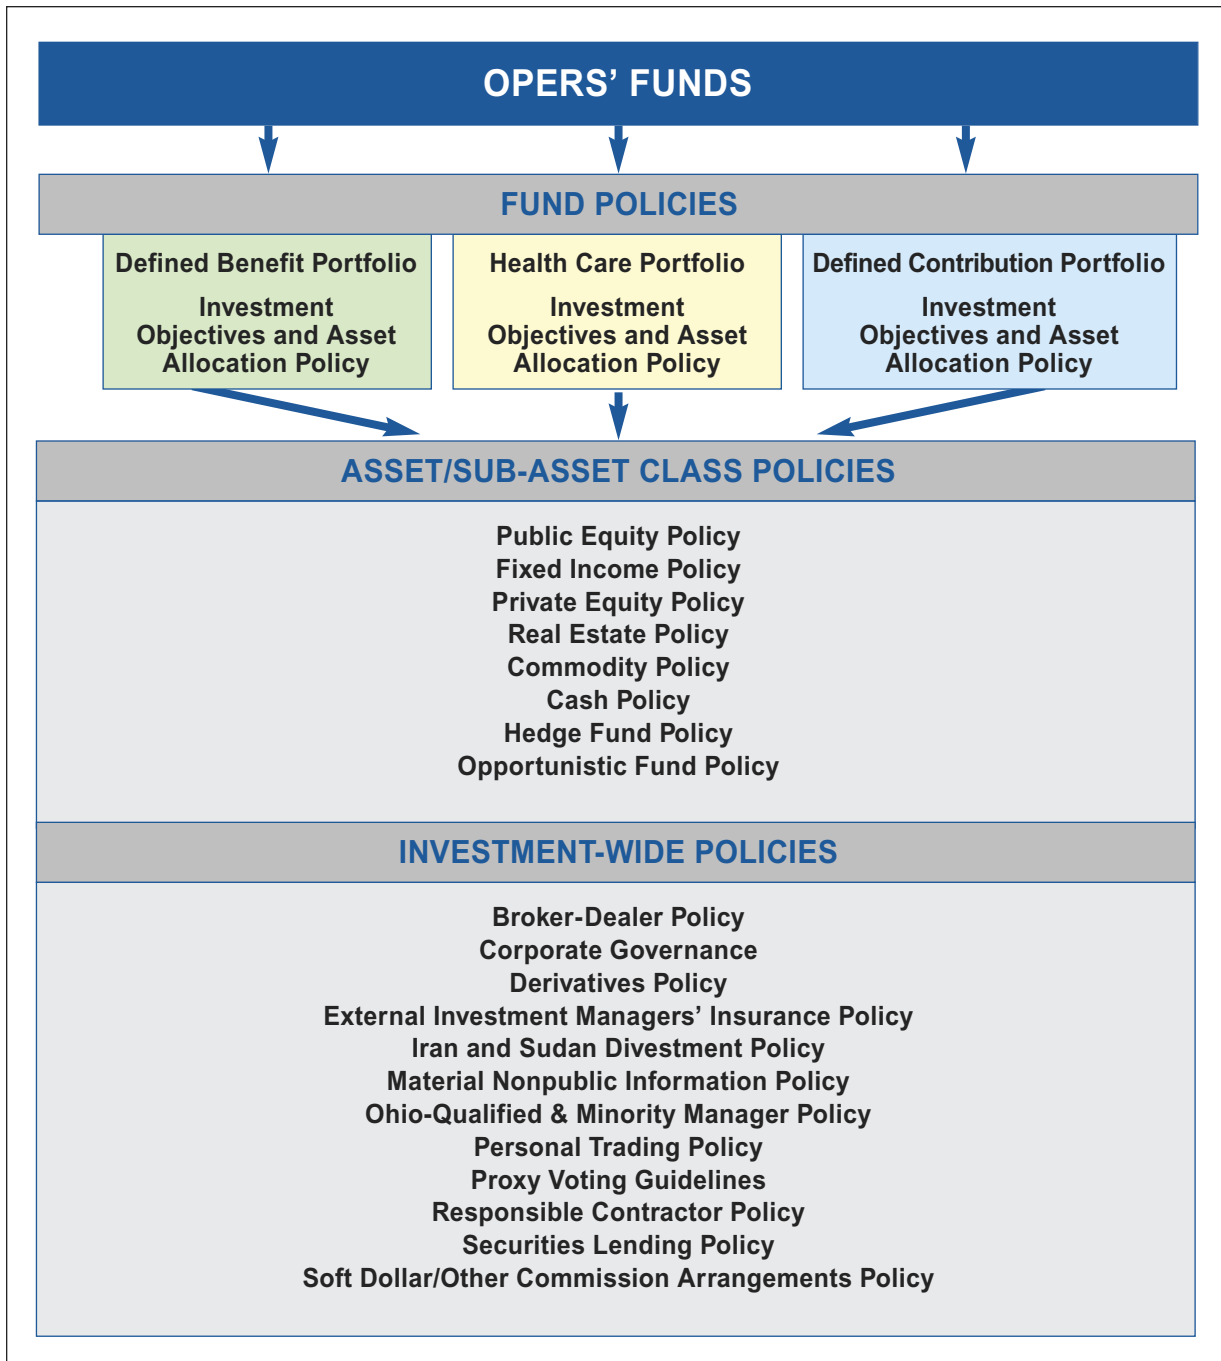 OPERS’ FUNDS
FUND POLICIES
Defined Benefit Portfolio
Investment
Objectives and Asset
Allocation Policy
Health Care Portfolio
Investment
Objectives and Asset
Allocation Policy
Defined Contribution Portfolio
Investment
Objectives and Asset
Allocation Policy
ASSET/SUB-ASSET CLASS POLICIES
Public Equity Policy
Fixed Income Policy
Private Equity Policy
Real Estate Policy
Commodity Policy
Cash Policy
Hedge Fund Policy
Opportunistic Fund Policy
INVESTMENT-WIDE POLICIES
Broker-Dealer Policy
Corporate Governance
Derivatives Policy
External Investment Managers’ Insurance Policy
Iran and Sudan Divestment Policy
Material Nonpublic Information Policy
Ohio-Qualified & Minority Manager Policy
Personal Trading Policy
Proxy Voting Guidelines
Responsible Contractor Policy
Securities Lending Policy
Soft Dollar/Other Commission Arrangements Policy